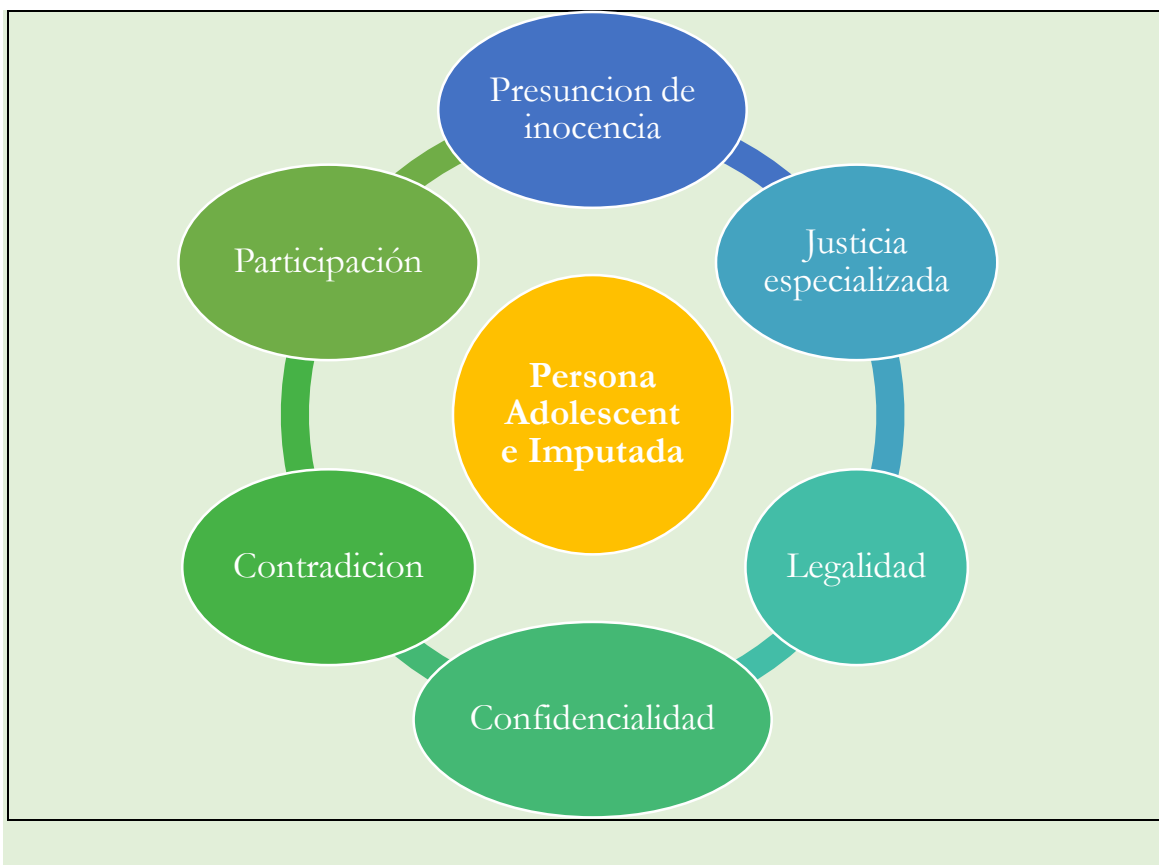 Presuncion de
inocencia
Participación
Justicia
especializada
Persona
Adolescent
e Imputada
Contradicion
Legalidad
Confidencialidad